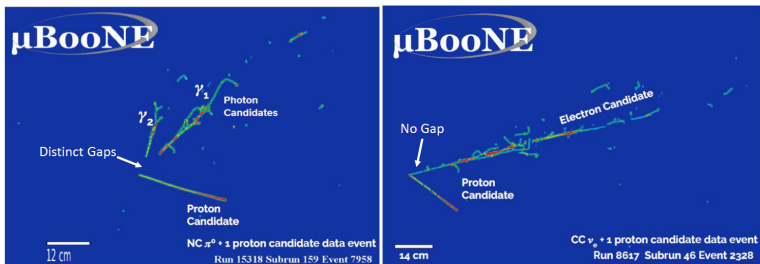 µBooNE
γ₁
γ₂
Photon
Candidates
Distinct Gaps
Proton
Candidate
12 cm
NC π⁰ + 1 proton candidate data event
Run 15318 Subrun 159 Event 7958
µBooNE
Electron Candidate
No Gap
Proton
Candidate
14 cm
CC νₑ + 1 proton candidate data event
Run 8617 Subrun 46 Event 2328